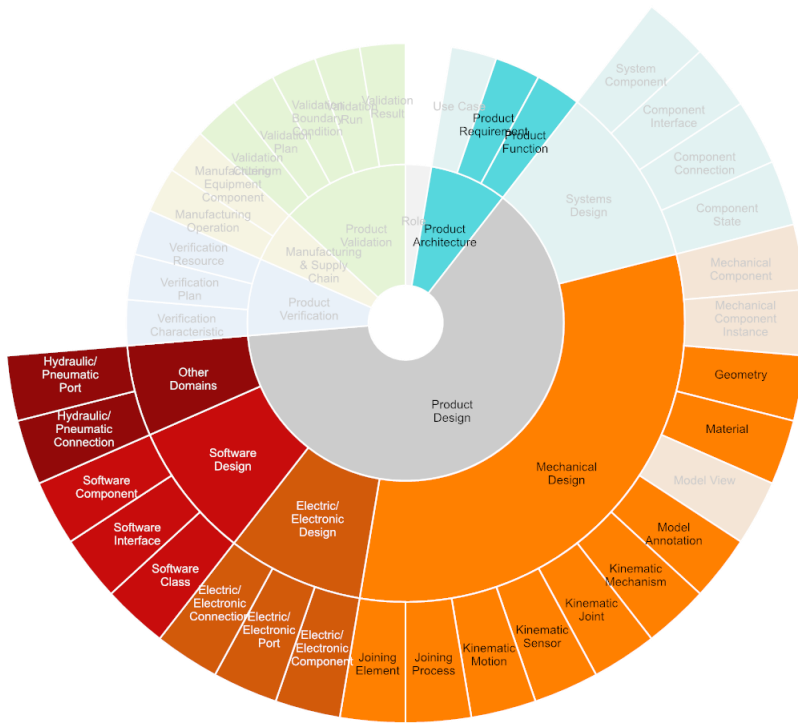 Validation
Result
Validation
Run
Validation
Boundary
Condition
Validation
Plan
Validation
Criterion
Manufacturing
Equipment
Component
Manufacturing
Operation
Verification
Resource
Verification
Plan
Verification
Characteristic
Product
Validation
Manufacturing
& Supply
Chain
Product
Verification
Role
Use Case
Product
Requirement
Product
Function
Product
Architecture
System
Component
Component
Interface
Component
Connection
Component
State
Systems
Design
Mechanical
Component
Mechanical
Component
Instance
Geometry
Material
Model View
Model
Annotation
Kinematic
Mechanism
Kinematic
Joint
Kinematic
Sensor
Kinematic
Motion
Joining
Process
Joining
Element
Mechanical
Design
Product
Design
Electric/
Electronic
Design
Electric/
Electronic
Component
Electric/
Electronic
Port
Electric/
Electronic
Connection
Software
Design
Software
Class
Software
Interface
Software
Component
Other
Domains
Hydraulic/
Pneumatic
Connection
Hydraulic/
Pneumatic
Port